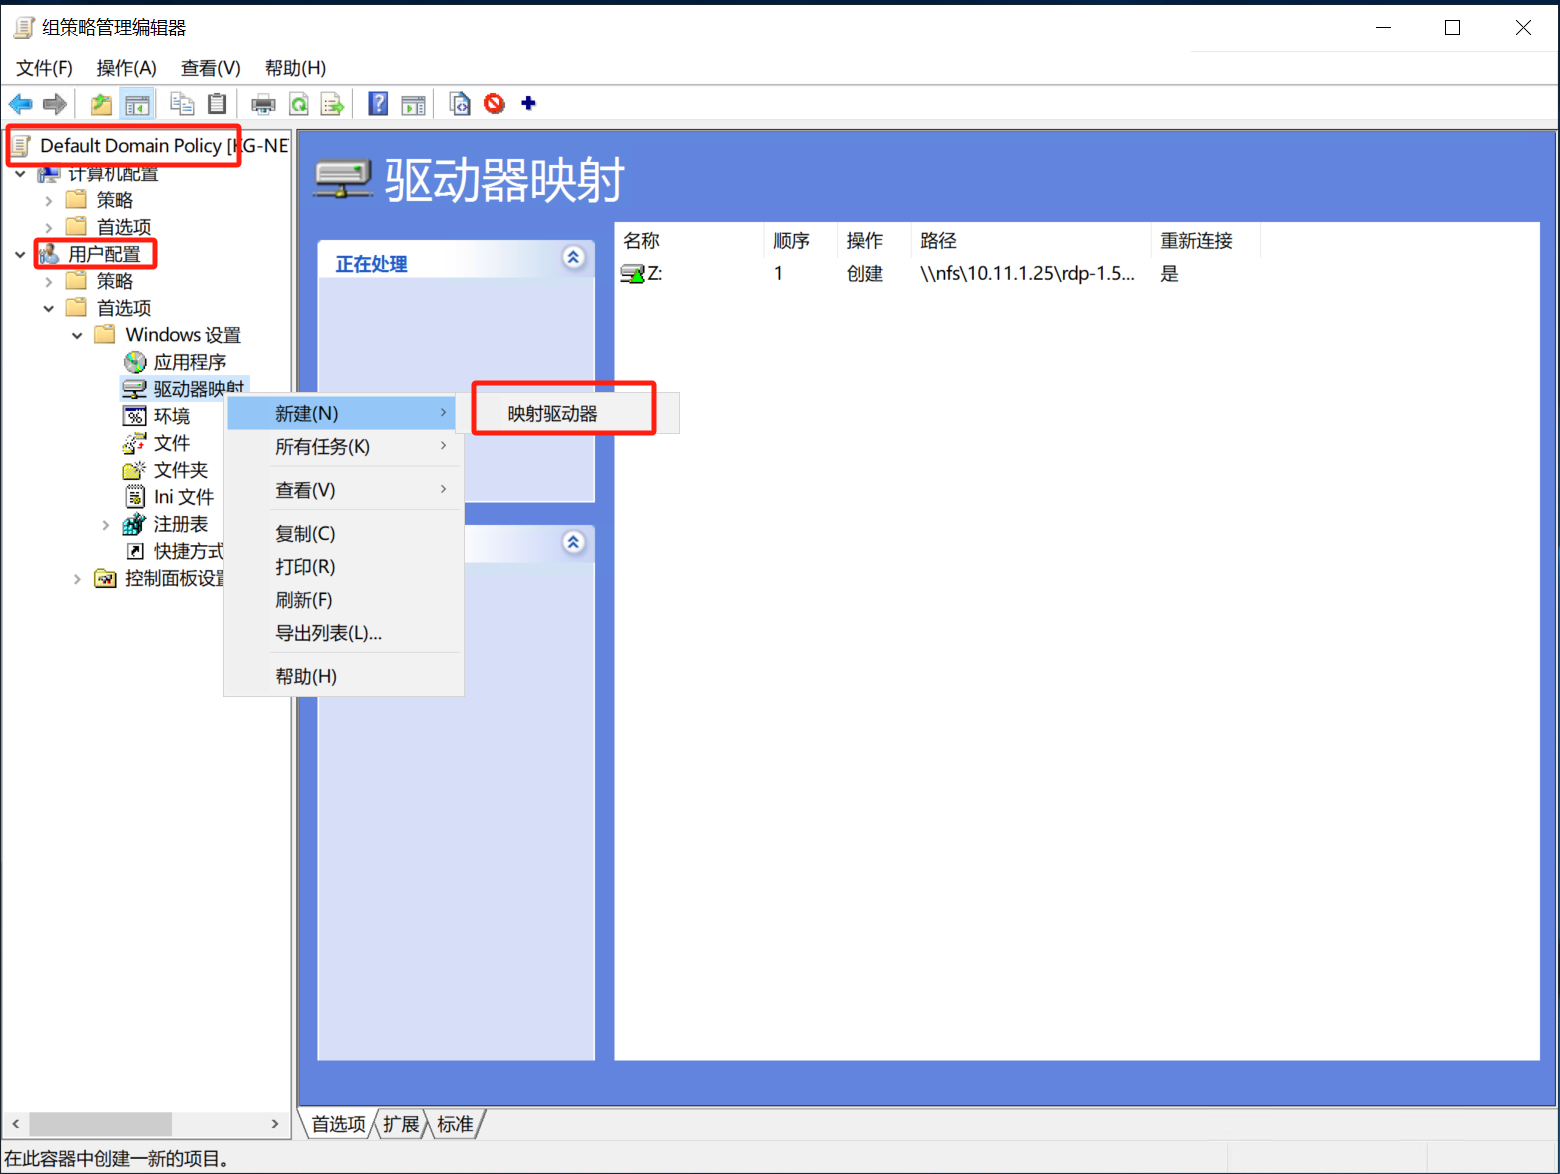 组策略管理编辑器
文件(F) 操作(A) 查看(V) 帮助(H)
Default Domain Policy [KG-NE
计算机配置
策略
首选项
用户配置
策略
首选项
Windows 设置
应用程序
驱动器映射
环境
文件
文件夹
Ini 文件
注册表
快捷方式
控制面板设置
新建(N)
所有任务(K)
查看(V)
复制(C)
打印(R)
刷新(F)
导出列表(L)...
帮助(H)
映射驱动器
驱动器映射
正在处理
名称 顺序 操作 路径 重新连接
Z: 1 创建 \\nfs\10.11.1.25\rdp-1.5... 是
首选项 扩展 标准
在此容器中创建一新的项目。